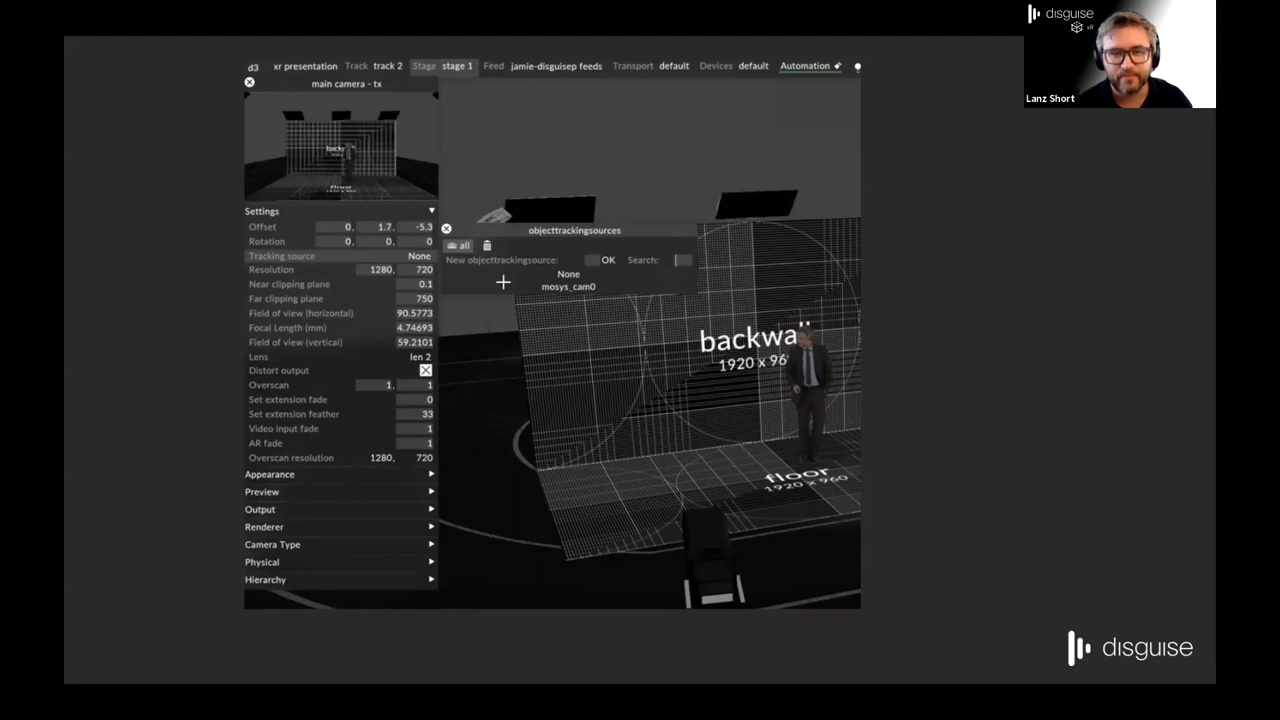 disguise
xR
Lanz Short
d3 xr presentation Track track 2 Stage stage 1 Feed jamie-disguisep feeds Transport default Devices default Automation
main camera - tx
Settings
Offset 0, 1.7, -5.3
Rotation 0, 0, 0
Tracking source None
Resolution 1280, 720
Near clipping plane 0.1
Far clipping plane 750
Field of view (horizontal) 90.5773
Focal Length (mm) 4.74693
Field of view (vertical) 59.2101
Lens len 2
Distort output
Overscan 1, 1
Set extension fade 0
Set extension feather 33
Video input fade 1
AR fade 1
Overscan resolution 1280, 720
Appearance
Preview
Output
Renderer
Camera Type
Physical
Hierarchy
objecttrackingsources
all
New objecttrackingsource: OK Search:
None
mosys_cam0
1920 x 96
floor
1920 x 960
disguise